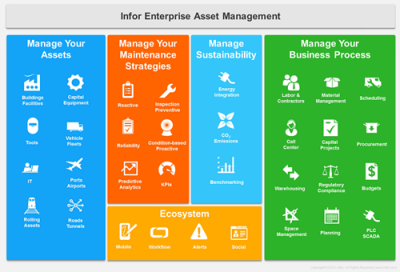 Infor Enterprise Asset Management
Manage Your
Assets
Buildings
Facilities
Capital
Equipment
Tools
Vehicle
Fleets
IT
Ports
Airports
Rolling
Assets
Roads
Tunnels
Manage Your
Maintenance
Strategies
Reactive
Inspection
Preventive
Reliability
Condition-based
Proactive
Predictive
Analytics
KPIs
Manage
Sustainability
Energy
Integration
CO2
Emissions
Benchmarking
Manage Your
Business Process
Labor &
Contractors
Material
Management
Scheduling
Call
Center
Capital
Projects
Procurement
Warehousing
Regulatory
Compliance
Budgets
Space
Management
Planning
PLC
SCADA
Ecosystem
Mobile
Workflow
Alerts
Social